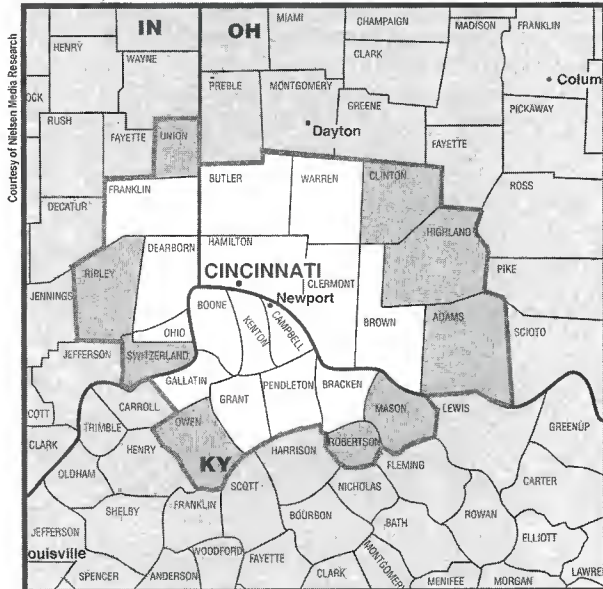 Courtesy of Nielsen Media Research
IN
OH
MIAMI
CHAMPAIGN
MADISON
FRANKLIN
HENRY
WAYNE
CLARK
Colum
OCK
PREBLE
MONTGOMERY
GREENE
PICKAWAY
RUSH
FAYETTE
UNION
Dayton
FAYETTE
FRANKLIN
BUTLER
WARREN
CLINTON
ROSS
DECATUR
HIGHLAND
DEARBORN
HAMILTON
RIPLEY
CINCINNATI
CLERMONT
PIKE
JENNINGS
Newport
BOONE
OHIO
KENTON
CAMPBELL
BROWN
ADAMS
SCIOTO
JEFFERSON
SWITZERLAND
GALLATIN
PENDLETON
BRACKEN
CARROLL
GRANT
MASON
LEWIS
COTT
TRIMBLE
OWEN
ROBERTSON
GREENUP
CLARK
HENRY
KY
HARRISON
FLEMING
OLDHAM
SCOTT
NICHOLAS
CARTER
SHELBY
FRANKLIN
BOURBON
BATH
ROWAN
JEFFERSON
ELLIOTT
ouisville
WOODFORD
FAYETTE
MONTGOMERY
LAWRE
SPENCER
ANDERSON
CLARK
MENIFEE
MORGAN